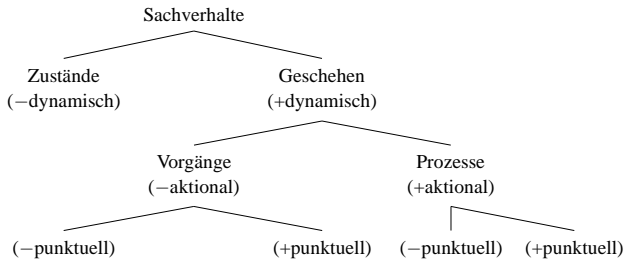 Sachverhalte
Zustände
(−dynamisch)
Geschehen
(+dynamisch)
Vorgänge
(−aktional)
Prozesse
(+aktional)
(−punktuell)
(+punktuell)
(−punktuell)
(+punktuell)